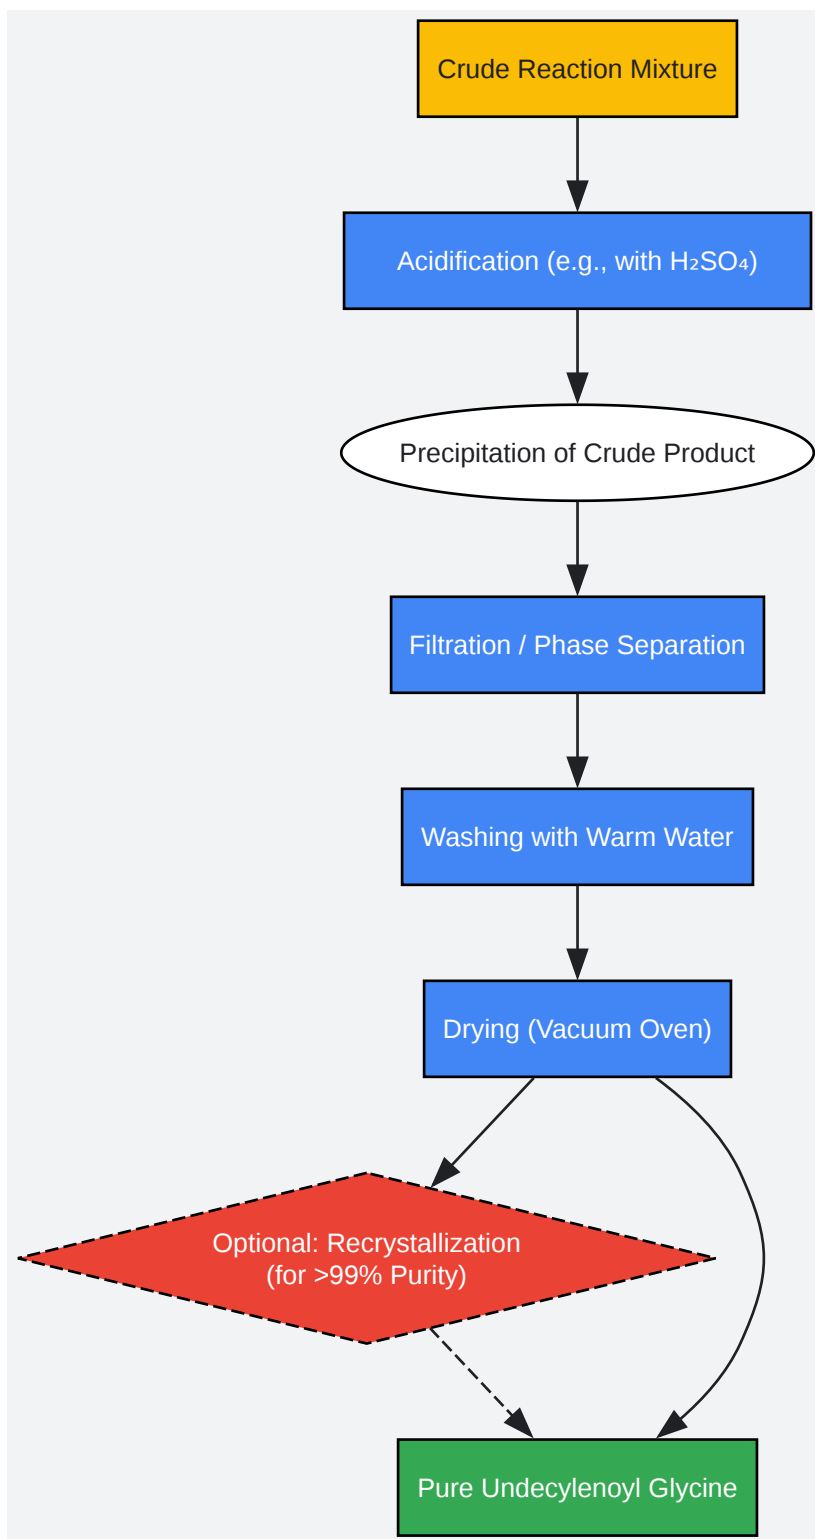 Crude Reaction Mixture
Acidification (e.g., with H₂SO₄)
Precipitation of Crude Product
Filtration / Phase Separation
Washing with Warm Water
Drying (Vacuum Oven)
Optional: Recrystallization
(for >99% Purity)
Pure Undecylenoyl Glycine